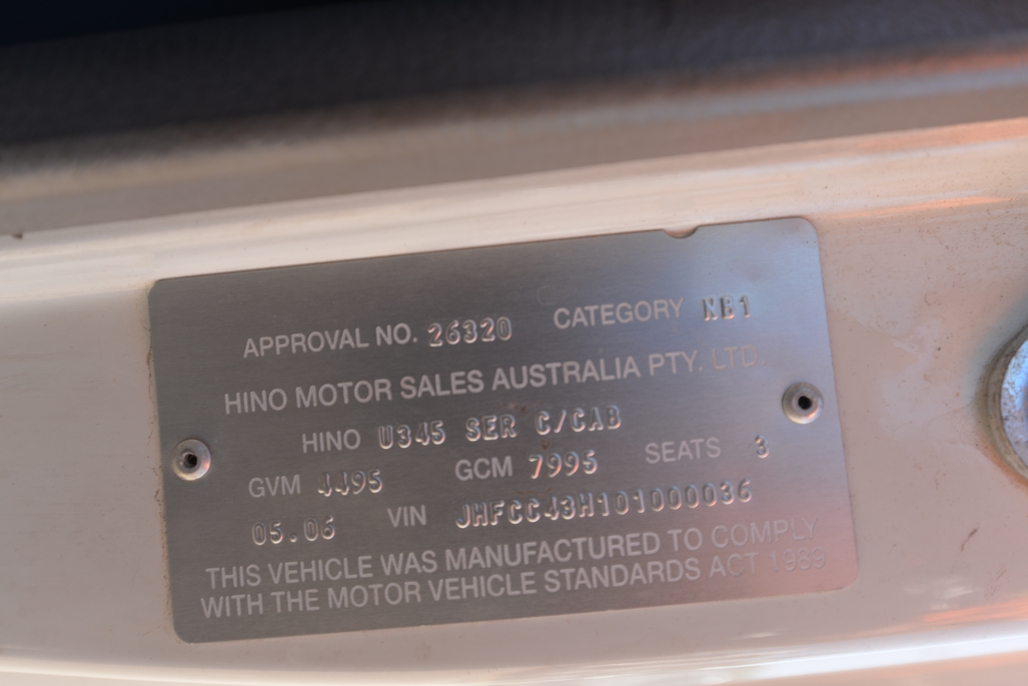 APPROVAL NO. 26320 CATEGORY NB1
HINO MOTOR SALES AUSTRALIA PTY. LTD.
HINO U345 SER C/CAB
GVM 4495 GCM 7995 SEATS 3
05.06 VIN JHFCC43H101000036
THIS VEHICLE WAS MANUFACTURED TO COMPLY
WITH THE MOTOR VEHICLE STANDARDS ACT 1989